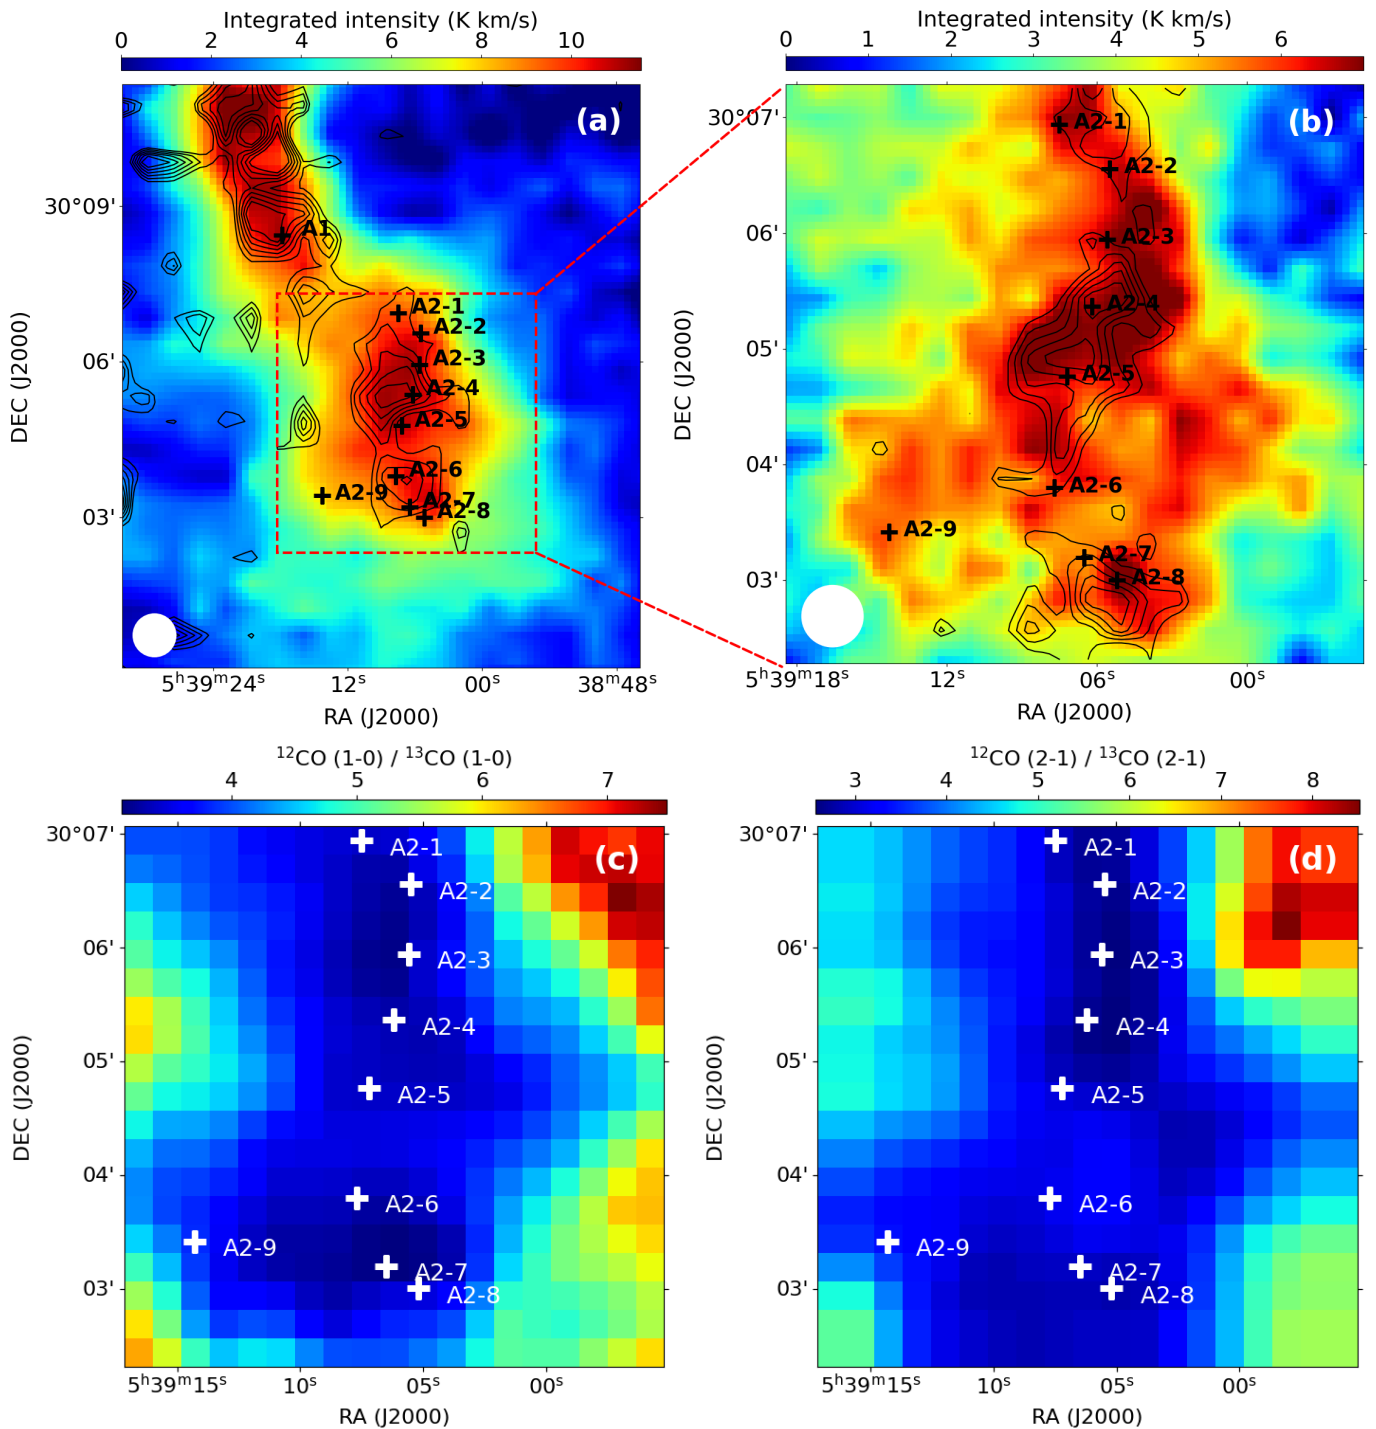 Integrated intensity (K km/s)
0 2 4 6 8 10
(a)
30°09'
06'
03'
DEC (J2000)
A1
A2-1
A2-2
A2-3
A2-4
A2-5
A2-6
A2-9
A2-7
A2-8
5ʰ39ᵐ24ˢ 12ˢ 00ˢ 38ᵐ48ˢ
RA (J2000)
Integrated intensity (K km/s)
0 1 2 3 4 5 6
(b)
30°07'
06'
05'
04'
03'
DEC (J2000)
A2-1
A2-2
A2-3
A2-4
A2-5
A2-6
A2-9
A2-7
A2-8
5ʰ39ᵐ18ˢ 12ˢ 06ˢ 00ˢ
RA (J2000)
¹²CO (1-0) / ¹³CO (1-0)
4 5 6 7
(c)
30°07'
06'
05'
04'
03'
DEC (J2000)
A2-1
A2-2
A2-3
A2-4
A2-5
A2-6
A2-9
A2-7
A2-8
5ʰ39ᵐ15ˢ 10ˢ 05ˢ 00ˢ
RA (J2000)
¹²CO (2-1) / ¹³CO (2-1)
3 4 5 6 7 8
(d)
30°07'
06'
05'
04'
03'
DEC (J2000)
A2-1
A2-2
A2-3
A2-4
A2-5
A2-6
A2-9
A2-7
A2-8
5ʰ39ᵐ15ˢ 10ˢ 05ˢ 00ˢ
RA (J2000)